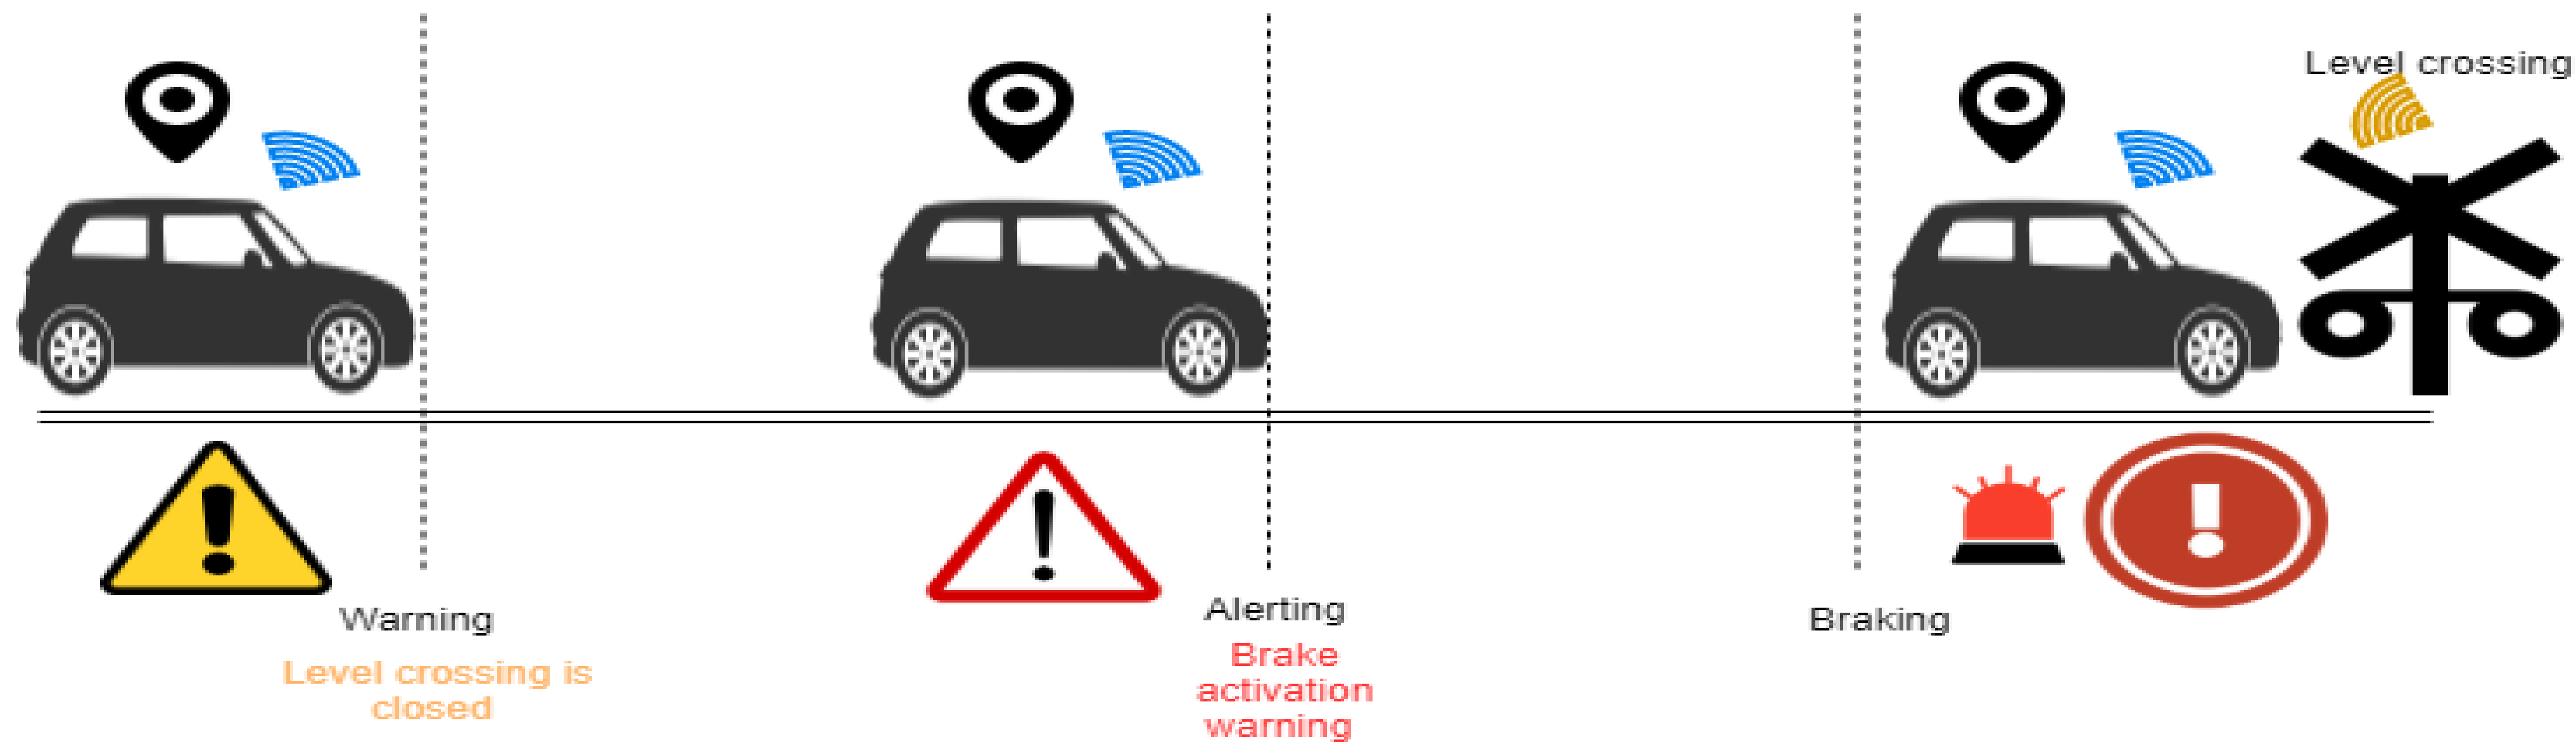 Level crossing
Warning
Level crossing is
closed
Alerting
Brake
activation
warning
Braking